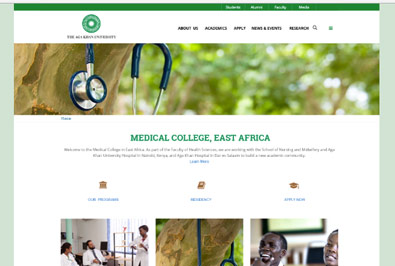 Students Alumni Faculty Media
THE AGA KHAN UNIVERSITY
ABOUT US ACADEMICS APPLY NEWS & EVENTS RESEARCH
Home
MEDICAL COLLEGE, EAST AFRICA
Welcome to the Medical College in East Africa. As part of the Faculty of Health Sciences, we are working with the School of Nursing and Midwifery and Aga
Khan University Hospital in Nairobi, Kenya, and Aga Khan Hospital in Dar es Salaam to build a new academic community.
Learn More
OUR PROGRAMS RESIDENCY APPLY NOW